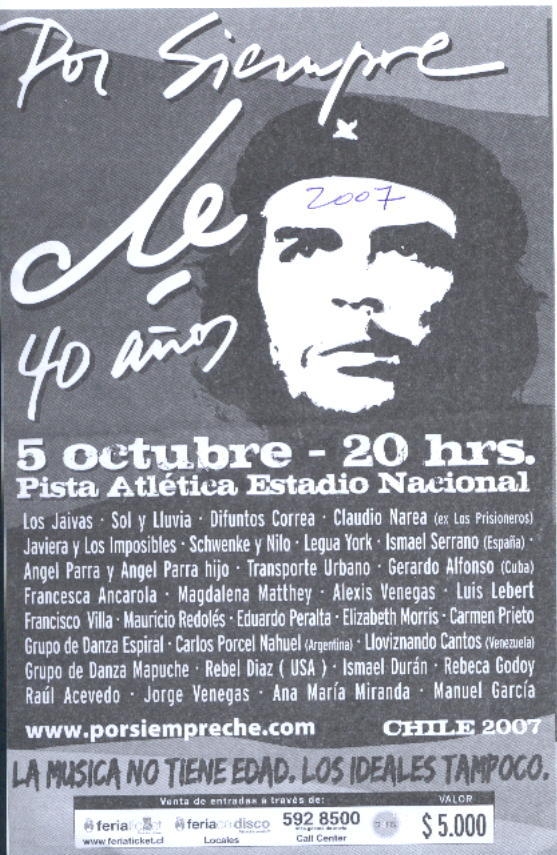 Por Siempre
Che
2007
40 años
5 octubre - 20 hrs.
Pista Atlética Estadio Nacional
Los Jaivas · Sol y Lluvia · Difuntos Correa · Claudio Narea (ex Los Prisioneros)
Javiera y Los Imposibles · Schwenke y Nilo · Legua York · Ismael Serrano (España) ·
Angel Parra y Angel Parra hijo · Transporte Urbano · Gerardo Alfonso (Cuba)
Francesca Ancarola · Magdalena Matthey · Alexis Venegas · Luis Lebert
Francisco Villa · Mauricio Redolés · Eduardo Peralta · Elizabeth Morris · Carmen Prieto
Grupo de Danza Espiral · Carlos Porcel Nahuel (Argentina) · Lloviznando Cantos (Venezuela)
Grupo de Danza Mapuche · Rebel Diaz ( USA ) · Ismael Durán · Rebeca Godoy
Raúl Acevedo · Jorge Venegas · Ana María Miranda · Manuel García
www.porsiempreche.com CHILE 2007
LA MUSICA NO TIENE EDAD. LOS IDEALES TAMPOCO.
Venta de entradas a través de: VALOR
feriaticket feria del disco 592 8500 $5.000
www.feriaticket.cl Locales Call Center